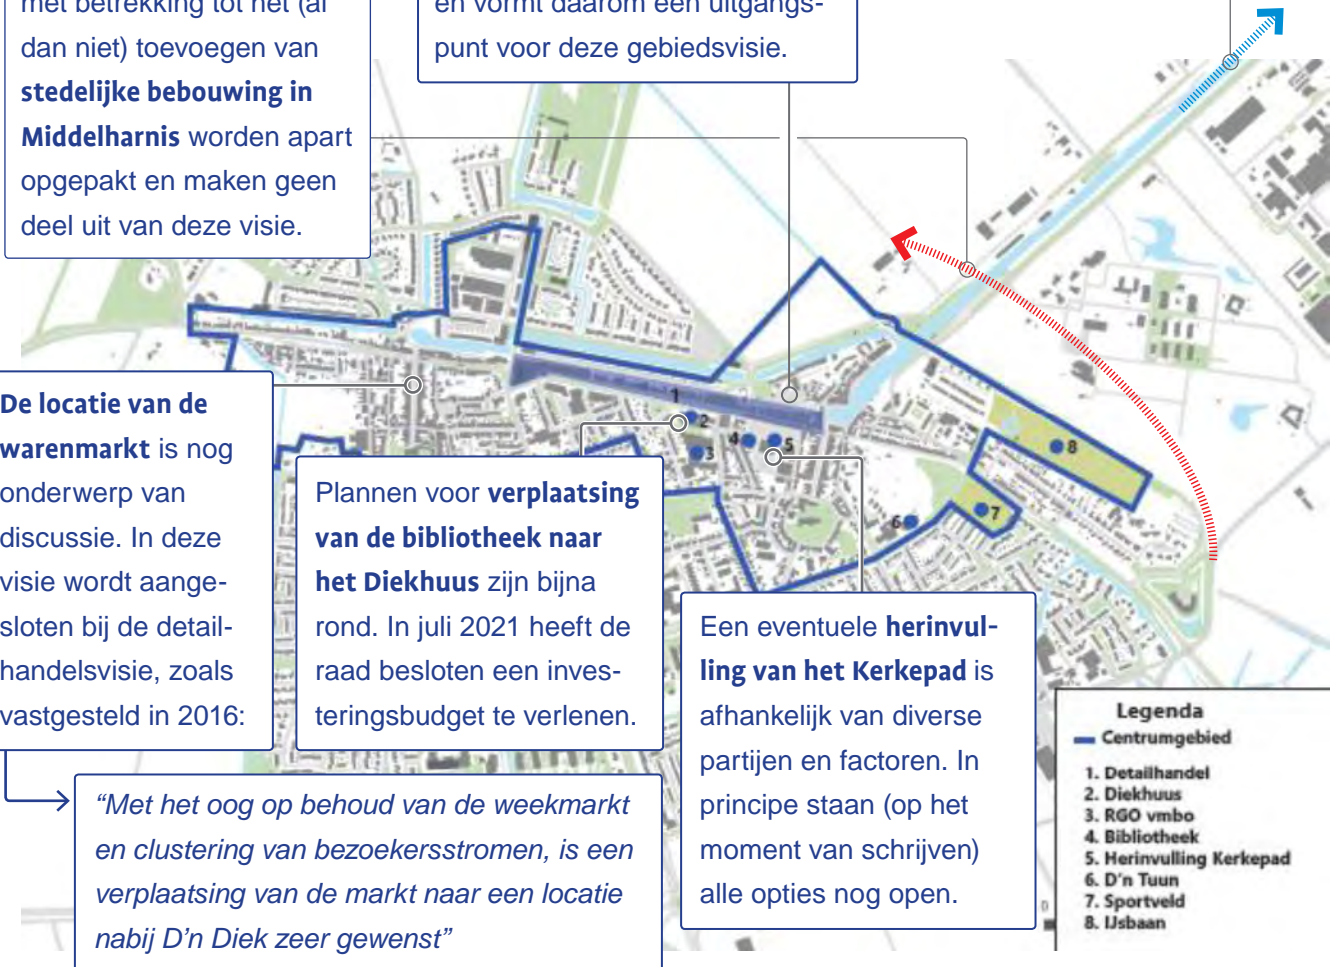 met betrekking tot het (al
dan niet) toevoegen van
stedelijke bebouwing in
Middelharnis worden apart
opgepakt en maken geen
deel uit van deze visie.
en vormt daarom een uitgangs-
punt voor deze gebiedsvisie.
De locatie van de
warenmarkt is nog
onderwerp van
discussie. In deze
visie wordt aange-
sloten bij de detail-
handelsvisie, zoals
vastgesteld in 2016:
"Met het oog op behoud van de weekmarkt
en clustering van bezoekersstromen, is een
verplaatsing van de markt naar een locatie
nabij D'n Diek zeer gewenst"
Plannen voor verplaatsing
van de bibliotheek naar
het Diekhuus zijn bijna
rond. In juli 2021 heeft de
raad besloten een inves-
teringsbudget te verlenen.
Een eventuele herinvul-
ling van het Kerkepad is
afhankelijk van diverse
partijen en factoren. In
principe staan (op het
moment van schrijven)
alle opties nog open.
1
2
3
4
5
6
7
8
Legenda
Centrumgebied
1. Detailhandel
2. Diekhuus
3. RGO vmbo
4. Bibliotheek
5. Herinvulling Kerkepad
6. D'n Tuun
7. Sportveld
8. IJsbaan
0